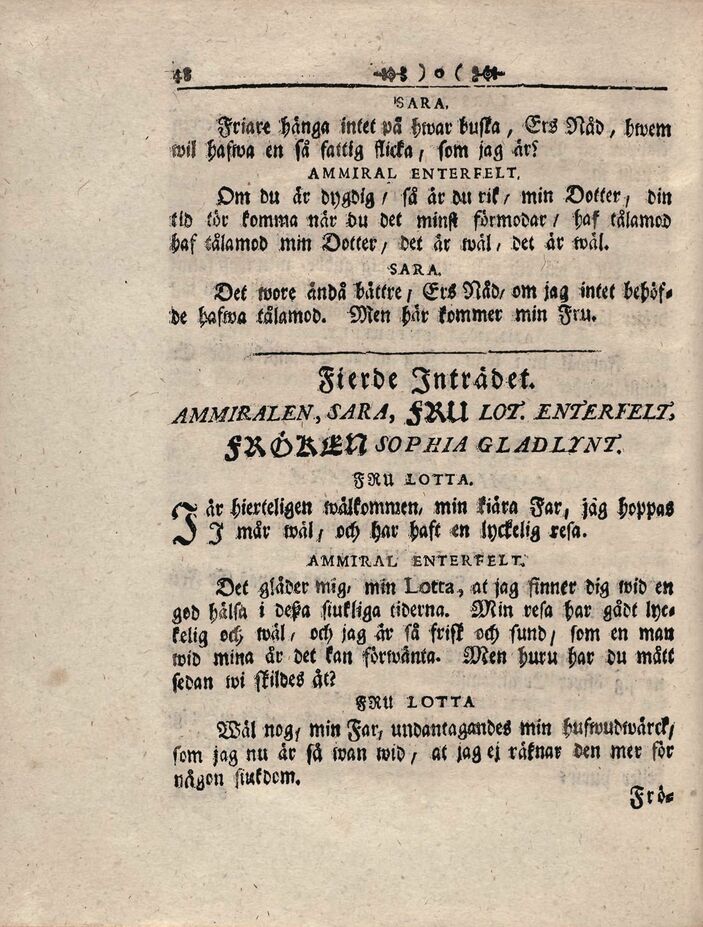 48 ) o (
SARA.
Friare hänga intet på hwar buska, Ers Nåd, hwem
wil hafwa en så fattig flicka, som jag är?
AMMIRAL ENTERFELT.
Om du är dygdig / så är du rik / min Dotter, din
tid tör komma när du det minst förmodar / haf tålamod
haf tålamod min Dotter, det är wäl, det är wäl.
SARA.
Det wore ändå bättre, Ers Nåd, om jag intet behöf-
de hafwa tålamod. Men här kommer min Fru.
Fierde Inträdet.
AMMIRALEN, SARA, FRU LOT. ENTERFELT,
FRÖKEN SOPHIA GLADLYNT.
FRU LOTTA.
I är hierteligen wälkommen, min kiära Far, jag hoppas
I mår wäl, och har haft en lyckelig resa.
AMMIRAL ENTERFELT.
Det gläder mig, min Lotta, at jag finner dig wid en
god hälsa i deßa siukliga tiderna. Min resa har gådt lyc-
kelig och wäl, och jag är så frisk och sund, som en man
wid mina år det kan förwänta. Men huru har du mått
sedan wi skildes åt?
FRU LOTTA
Wäl nog, min Far, undantagandes min hufwudwärck,
som jag nu är så wan wid, at jag ej räknar den mer för
någon siukdom.
Frö-